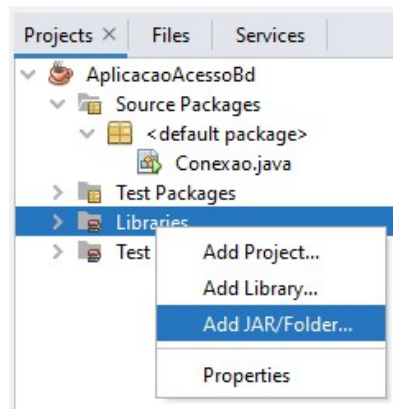 Projects × Files Services
AplicacaoAcessoBd
Source Packages
<default package>
Conexao.java
Test Packages
Libraries
Test
Add Project...
Add Library...
Add JAR/Folder...
Properties